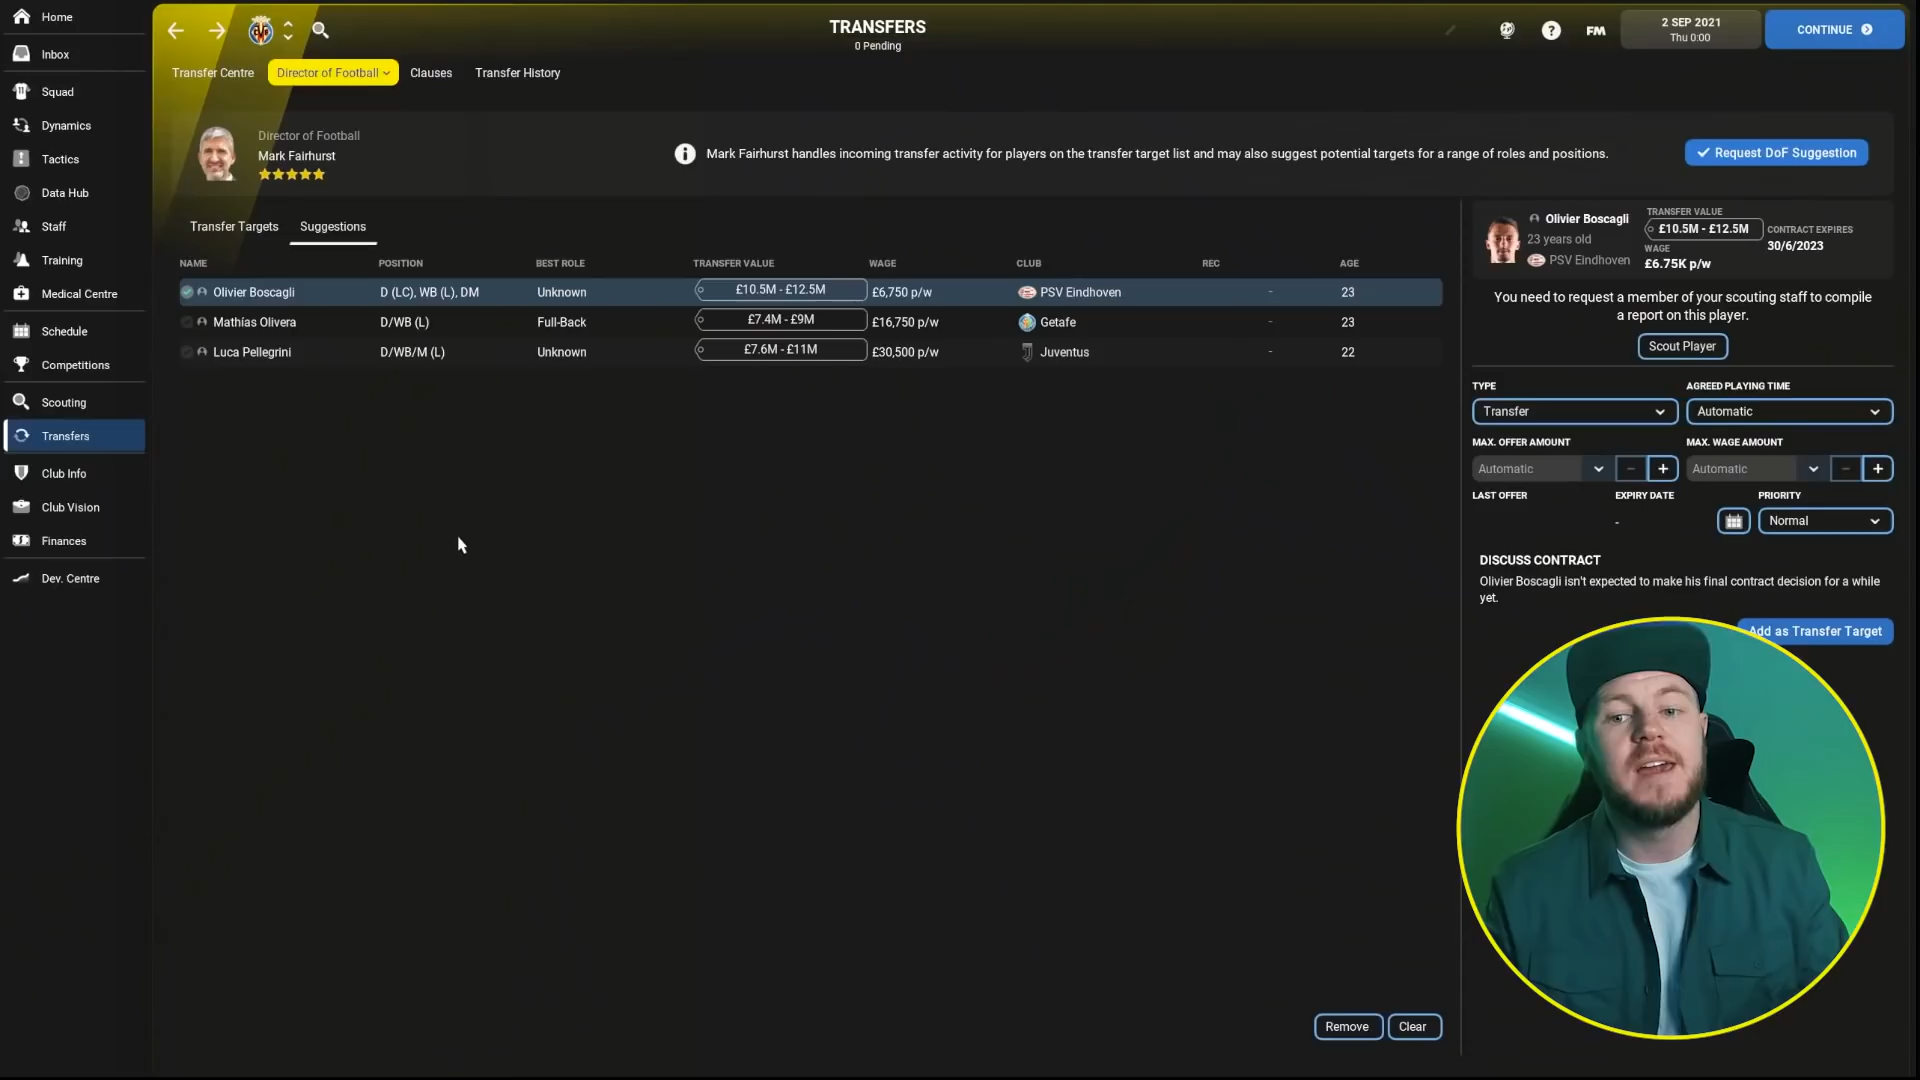 Home
Inbox
Squad
Dynamics
Tactics
Data Hub
Staff
Training
Medical Centre
Schedule
Competitions
Scouting
Transfers
Club Info
Club Vision
Finances
Dev. Centre
TRANSFERS
0 Pending
FM
2 SEP 2021
Thu 0:00
CONTINUE
Transfer Centre Director of Football Clauses Transfer History
Director of Football
Mark Fairhurst
Mark Fairhurst handles incoming transfer activity for players on the transfer target list and may also suggest potential targets for a range of roles and positions.
Request DoF Suggestion
Transfer Targets Suggestions
NAME POSITION BEST ROLE TRANSFER VALUE WAGE CLUB REC AGE
Olivier Boscagli D (LC), WB (L), DM Unknown £10.5M - £12.5M £6,750 p/w PSV Eindhoven - 23
Mathías Olivera D/WB (L) Full-Back £7.4M - £9M £16,750 p/w Getafe - 23
Luca Pellegrini D/WB/M (L) Unknown £7.6M - £11M £30,500 p/w Juventus - 22
Remove Clear
Olivier Boscagli
23 years old
PSV Eindhoven
TRANSFER VALUE
£10.5M - £12.5M
WAGE
£6.75K p/w
CONTRACT EXPIRES
30/6/2023
You need to request a member of your scouting staff to compile
a report on this player.
Scout Player
TYPE AGREED PLAYING TIME
Transfer Automatic
MAX. OFFER AMOUNT MAX. WAGE AMOUNT
Automatic - + Automatic - +
LAST OFFER EXPIRY DATE PRIORITY
- Normal
DISCUSS CONTRACT
Olivier Boscagli isn't expected to make his final contract decision for a while
yet.
Add as Transfer Target